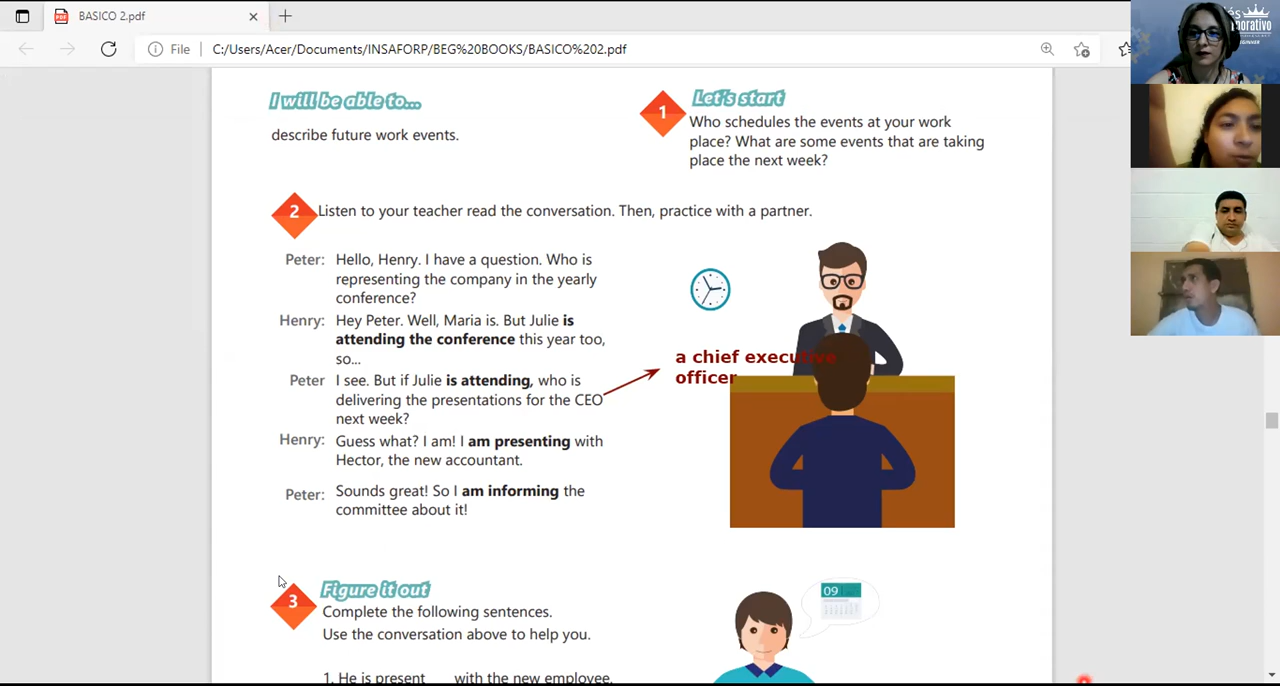 BASICO 2.pdf
File
C:/Users/Acer/Documents/INSAFORP/BEG%20BOOKS/BASICO%202.pdf
I will be able to...
describe future work events.
1
Let's start
Who schedules the events at your work
place? What are some events that are taking
place the next week?
2
Listen to your teacher read the conversation. Then, practice with a partner.
Peter: Hello, Henry. I have a question. Who is
representing the company in the yearly
conference?
Henry: Hey Peter. Well, Maria is. But Julie is
attending the conference this year too,
so...
Peter I see. But if Julie is attending, who is
delivering the presentations for the CEO
next week?
Henry: Guess what? I am! I am presenting with
Hector, the new accountant.
Peter: Sounds great! So I am informing the
committee about it!
a chief executive
officer
3
Figure it out
Complete the following sentences.
Use the conversation above to help you.
1. He is present___ with the new employee.
09